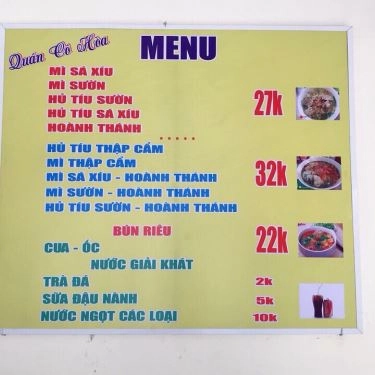 Quán Cô Hòa
MENU
MÌ SÁ XÍU
MÌ SƯỜN
HỦ TÍU SƯỜN
HỦ TÍU SÁ XÍU
HOÀNH THÁNH
27k
HỦ TÍU THẬP CẨM
MÌ THẬP CẨM
MÌ SÁ XÍU - HOÀNH THÁNH
MÌ SƯỜN - HOÀNH THÁNH
HỦ TÍU SƯỜN - HOÀNH THÁNH
32k
BÚN RIÊU
CUA - ỐC
22k
NƯỚC GIẢI KHÁT
TRÀ ĐÁ 2k
SỮA ĐẬU NÀNH 5k
NƯỚC NGỌT CÁC LOẠI 10k